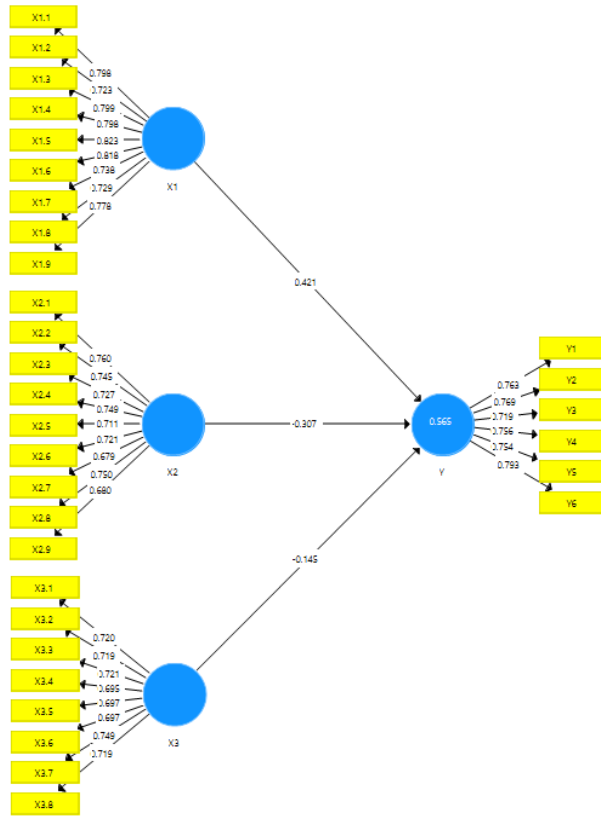 X1.1
X1.2
X1.3
X1.4
X1.5
X1.6
X1.7
X1.8
X1.9
0.798
0.723
0.799
0.798
0.823
0.818
0.738
0.729
0.778
X1
0.421
X2.1
X2.2
X2.3
X2.4
X2.5
X2.6
X2.7
X2.8
X2.9
0.760
0.745
0.727
0.749
0.711
0.721
0.679
0.750
0.680
X2
-0.307
X3.1
X3.2
X3.3
X3.4
X3.5
X3.6
X3.7
X3.8
0.720
0.719
0.721
0.695
0.697
0.697
0.749
0.719
X3
-0.145
0.565
Y
0.763
0.769
0.719
0.756
0.754
0.793
Y1
Y2
Y3
Y4
Y5
Y6